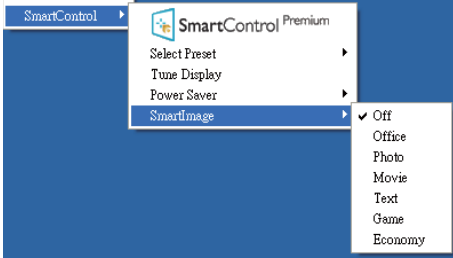 SmartControl
SmartControl Premium
Select Preset
Tune Display
Power Saver
SmartImage
Off
Office
Photo
Movie
Text
Game
Economy